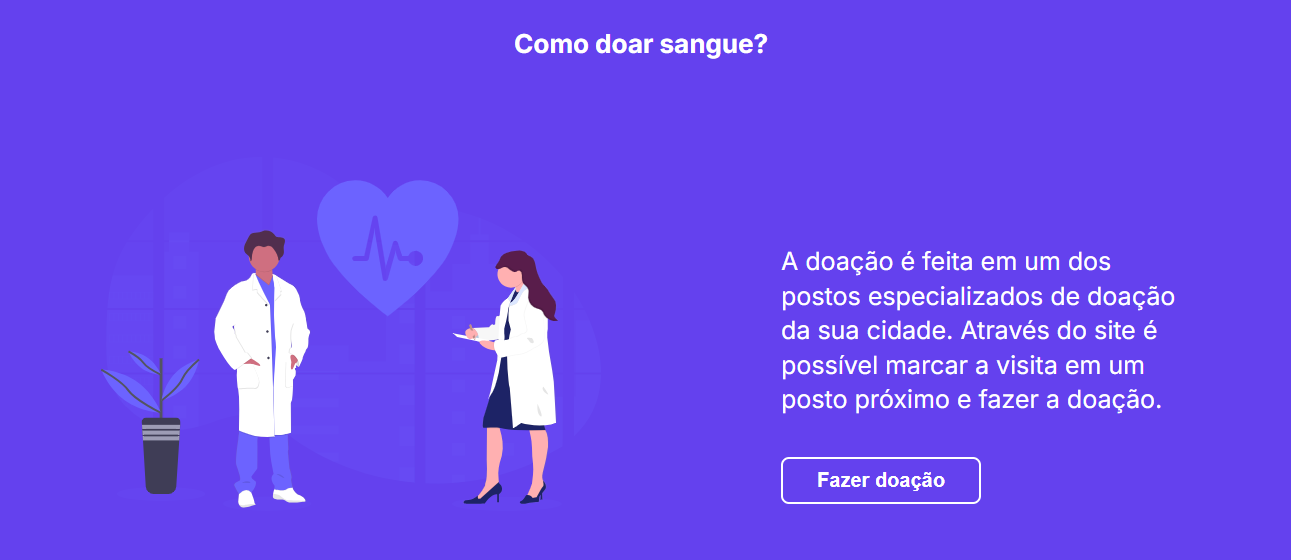 Como doar sangue?
A doação é feita em um dos
postos especializados de doação
da sua cidade. Através do site é
possível marcar a visita em um
posto próximo e fazer a doação.
Fazer doação